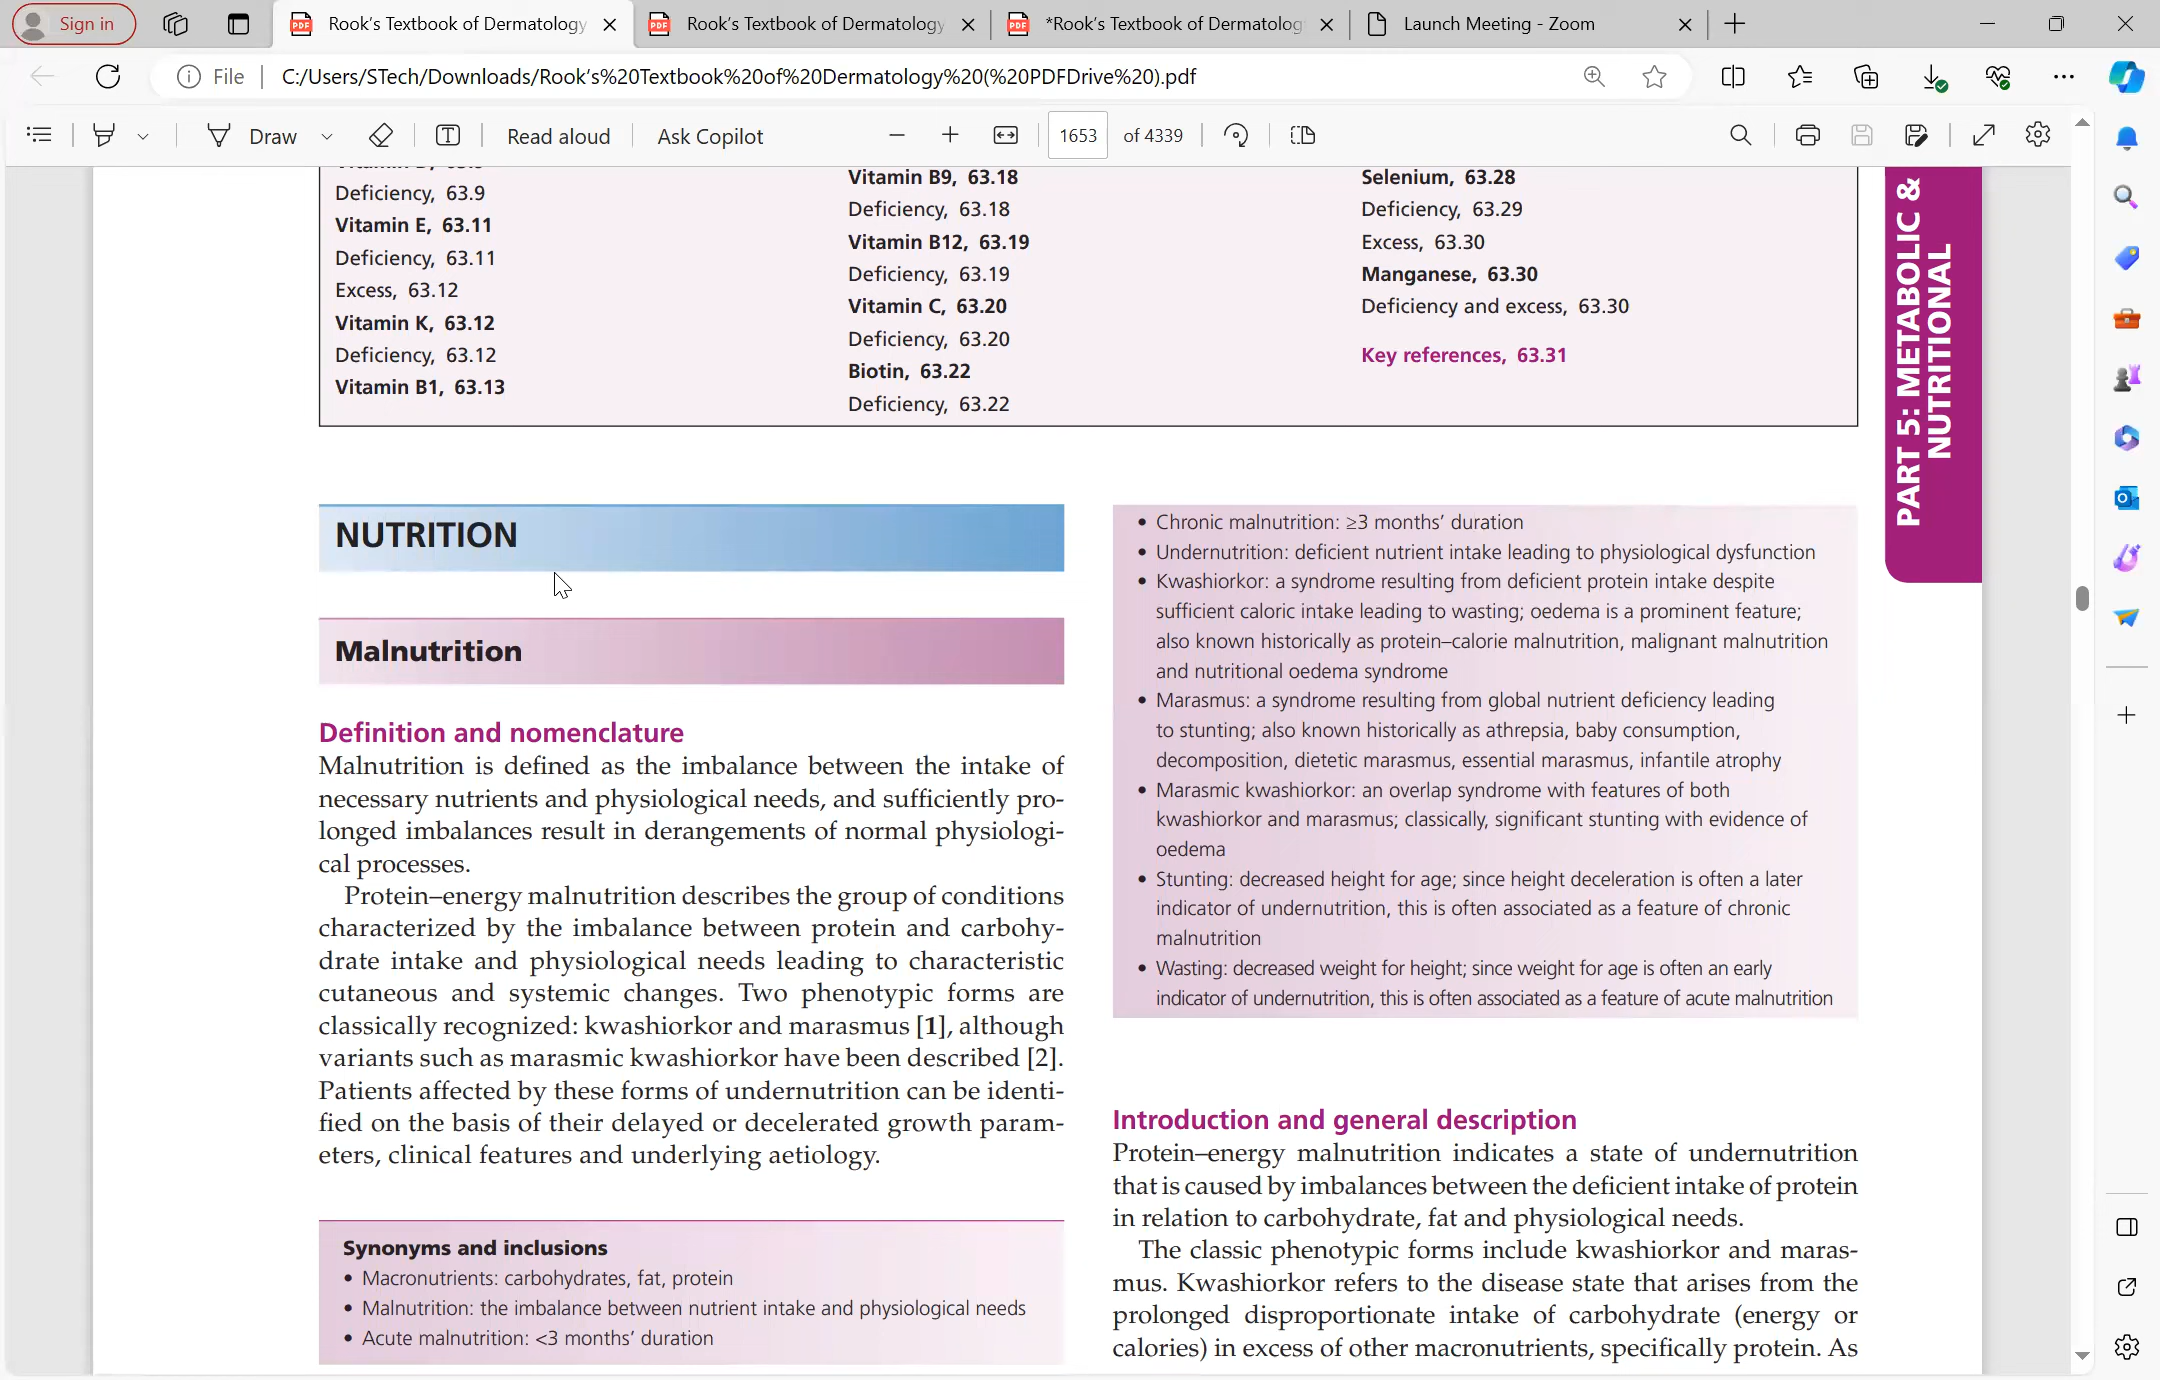 Sign in
Rook's Textbook of Dermatology
Rook's Textbook of Dermatology
*Rook's Textbook of Dermatolog
Launch Meeting - Zoom
File
C:/Users/STech/Downloads/Rook's%20Textbook%20of%20Dermatology%20(%20PDFDrive%20).pdf
Draw
Read aloud
Ask Copilot
1653 of 4339
Deficiency, 63.9
Vitamin E, 63.11
Deficiency, 63.11
Excess, 63.12
Vitamin K, 63.12
Deficiency, 63.12
Vitamin B1, 63.13
Vitamin B9, 63.18
Deficiency, 63.18
Vitamin B12, 63.19
Deficiency, 63.19
Vitamin C, 63.20
Deficiency, 63.20
Biotin, 63.22
Deficiency, 63.22
Selenium, 63.28
Deficiency, 63.29
Excess, 63.30
Manganese, 63.30
Deficiency and excess, 63.30
Key references, 63.31
PART 5: METABOLIC &
NUTRITIONAL
NUTRITION
Malnutrition
Definition and nomenclature
Malnutrition is defined as the imbalance between the intake of
necessary nutrients and physiological needs, and sufficiently pro-
longed imbalances result in derangements of normal physiologi-
cal processes.
Protein–energy malnutrition describes the group of conditions
characterized by the imbalance between protein and carbohy-
drate intake and physiological needs leading to characteristic
cutaneous and systemic changes. Two phenotypic forms are
classically recognized: kwashiorkor and marasmus [1], although
variants such as marasmic kwashiorkor have been described [2].
Patients affected by these forms of undernutrition can be identi-
fied on the basis of their delayed or decelerated growth param-
eters, clinical features and underlying aetiology.
Synonyms and inclusions
• Macronutrients: carbohydrates, fat, protein
• Malnutrition: the imbalance between nutrient intake and physiological needs
• Acute malnutrition: <3 months' duration
• Chronic malnutrition: ≥3 months' duration
• Undernutrition: deficient nutrient intake leading to physiological dysfunction
• Kwashiorkor: a syndrome resulting from deficient protein intake despite
sufficient caloric intake leading to wasting; oedema is a prominent feature;
also known historically as protein–calorie malnutrition, malignant malnutrition
and nutritional oedema syndrome
• Marasmus: a syndrome resulting from global nutrient deficiency leading
to stunting; also known historically as athrepsia, baby consumption,
decomposition, dietetic marasmus, essential marasmus, infantile atrophy
• Marasmic kwashiorkor: an overlap syndrome with features of both
kwashiorkor and marasmus; classically, significant stunting with evidence of
oedema
• Stunting: decreased height for age; since height deceleration is often a later
indicator of undernutrition, this is often associated as a feature of chronic
malnutrition
• Wasting: decreased weight for height; since weight for age is often an early
indicator of undernutrition, this is often associated as a feature of acute malnutrition
Introduction and general description
Protein–energy malnutrition indicates a state of undernutrition
that is caused by imbalances between the deficient intake of protein
in relation to carbohydrate, fat and physiological needs.
The classic phenotypic forms include kwashiorkor and maras-
mus. Kwashiorkor refers to the disease state that arises from the
prolonged disproportionate intake of carbohydrate (energy or
calories) in excess of other macronutrients, specifically protein. As